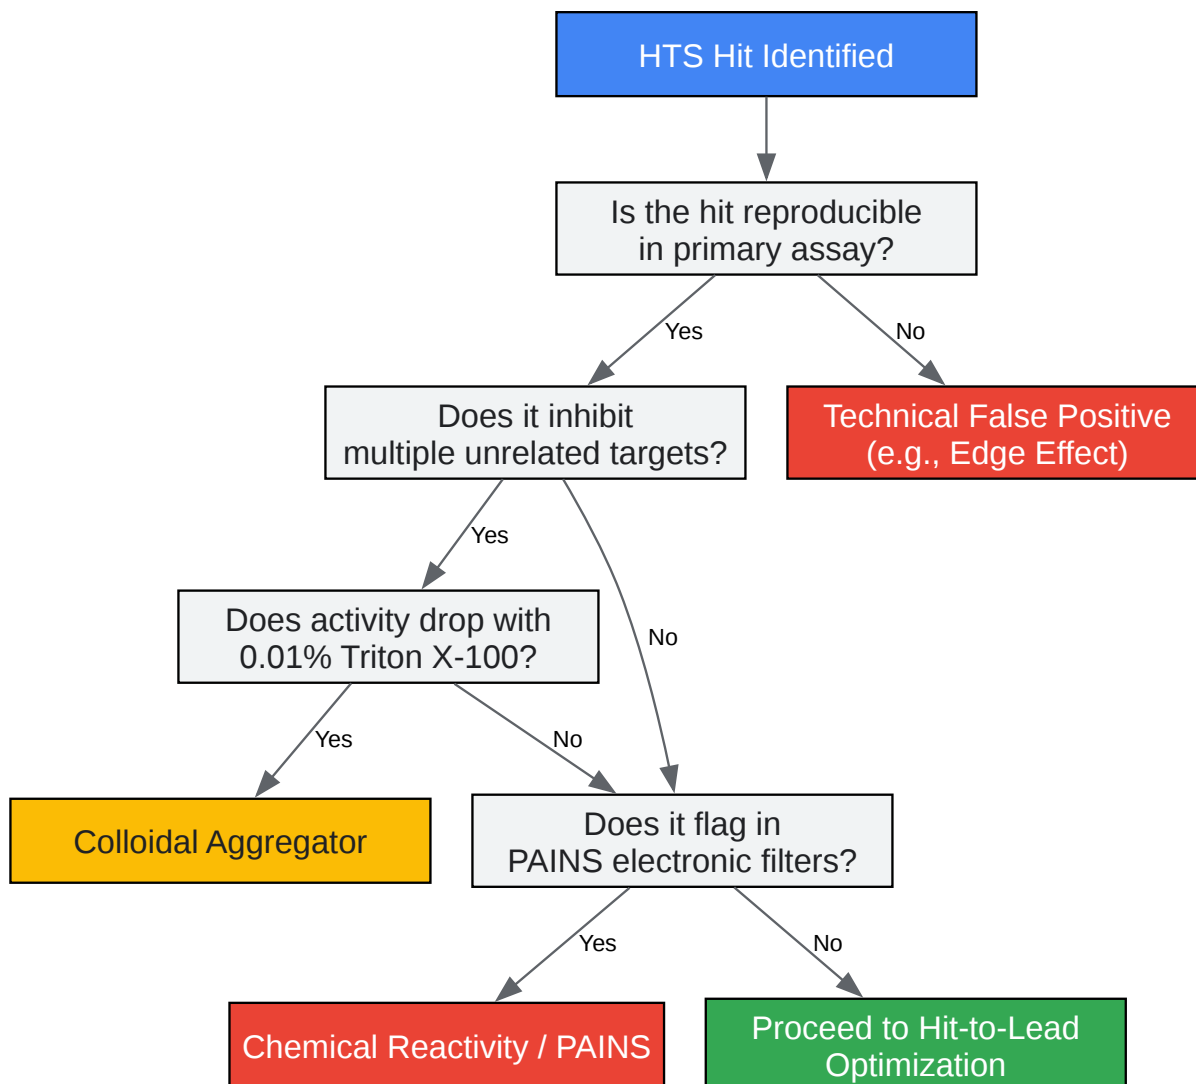 HTS Hit Identified
Is the hit reproducible
in primary assay?
Yes
No
Does it inhibit
multiple unrelated targets?
Technical False Positive
(e.g., Edge Effect)
Yes
No
Does activity drop with
0.01% Triton X-100?
Yes
No
Colloidal Aggregator
Does it flag in
PAINS electronic filters?
Yes
No
Chemical Reactivity / PAINS
Proceed to Hit-to-Lead
Optimization